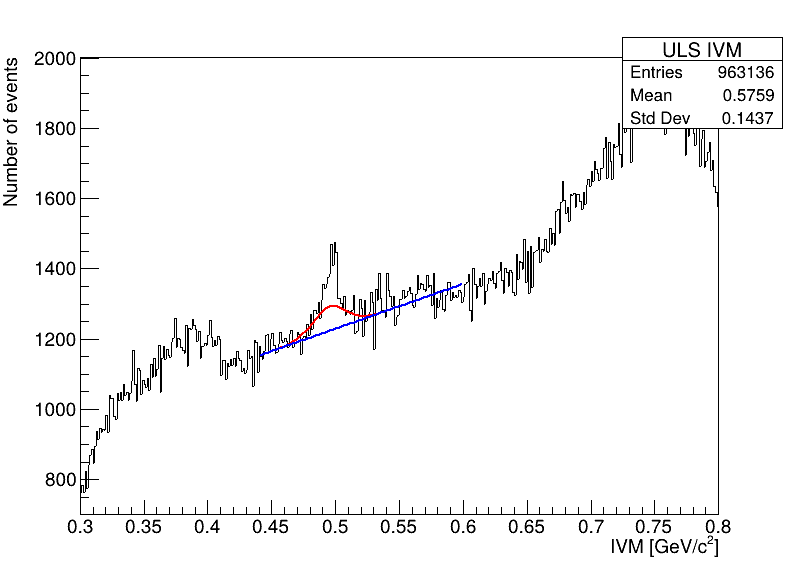 ULS IVM
Entries 963136
Mean 0.5759
Std Dev 0.1437
Number of events
2000
1800
1600
1400
1200
1000
800
0.3 0.35 0.4 0.45 0.5 0.55 0.6 0.65 0.7 0.75 0.8
IVM [GeV/c²]